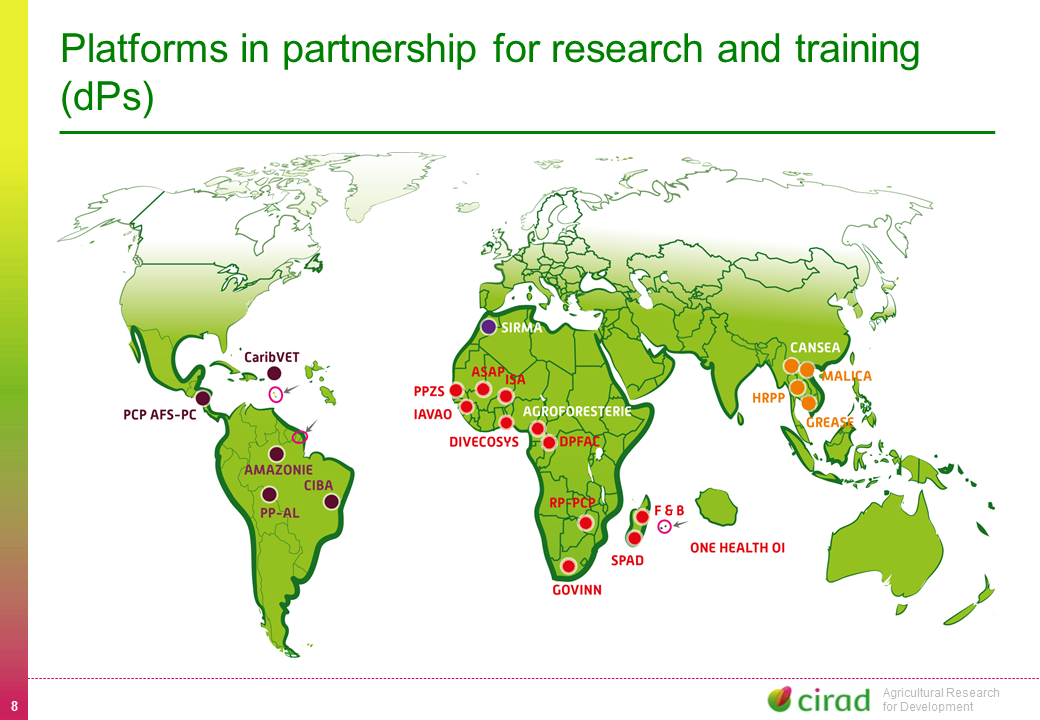 Platforms in partnership for research and training
(dPs)
SIRMA
CaribVET
CANSEA
ASAP
ISA
MALICA
PPZS
HRPP
PCP AFS-PC
IAVAO
AGROFORESTERIE
GREASE
DIVECOSYS
DPFAC
AMAZONIE
CIBA
PP-AL
RP-PCP
F & B
ONE HEALTH OI
SPAD
GOVINN
8
cirad
Agricultural Research
for Development